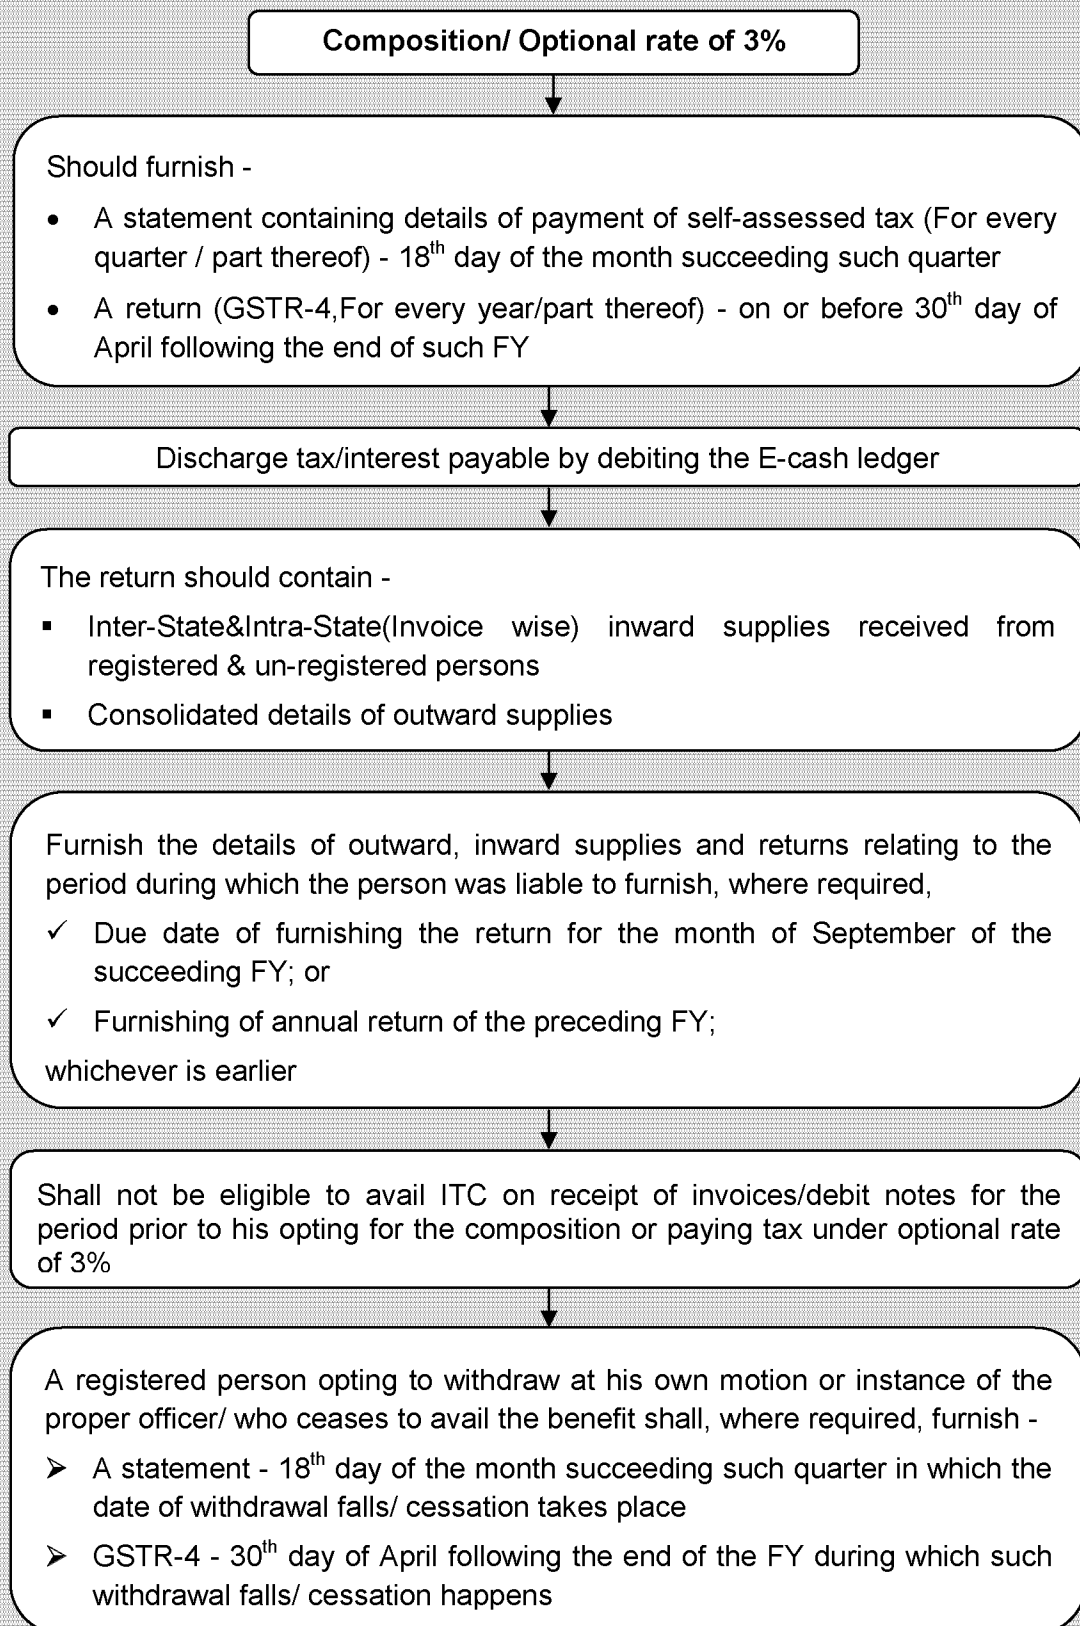 Composition/ Optional rate of 3%
Should furnish -
• A statement containing details of payment of self-assessed tax (For every
quarter / part thereof) - 18th day of the month succeeding such quarter
• A return (GSTR-4,For every year/part thereof) - on or before 30th day of
April following the end of such FY
Discharge tax/interest payable by debiting the E-cash ledger
The return should contain -
▪ Inter-State&Intra-State(Invoice wise) inward supplies received from
registered & un-registered persons
▪ Consolidated details of outward supplies
Furnish the details of outward, inward supplies and returns relating to the
period during which the person was liable to furnish, where required,
✓ Due date of furnishing the return for the month of September of the
succeeding FY; or
✓ Furnishing of annual return of the preceding FY;
whichever is earlier
Shall not be eligible to avail ITC on receipt of invoices/debit notes for the
period prior to his opting for the composition or paying tax under optional rate
of 3%
A registered person opting to withdraw at his own motion or instance of the
proper officer/ who ceases to avail the benefit shall, where required, furnish -
➢ A statement - 18th day of the month succeeding such quarter in which the
date of withdrawal falls/ cessation takes place
➢ GSTR-4 - 30th day of April following the end of the FY during which such
withdrawal falls/ cessation happens